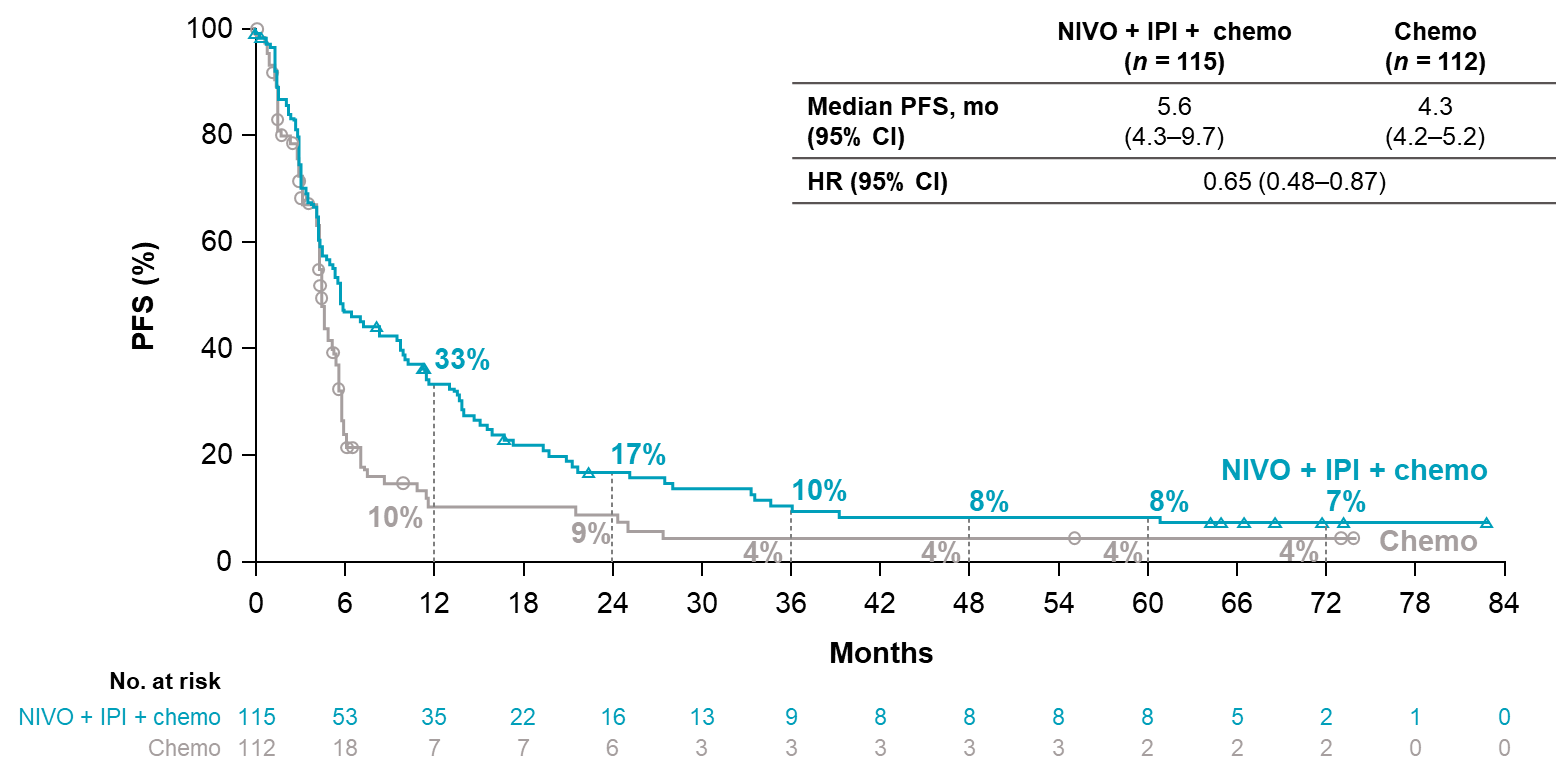 NIVO + IPI + chemo Chemo
(n = 115) (n = 112)
Median PFS, mo 5.6 4.3
(95% CI) (4.3–9.7) (4.2–5.2)
HR (95% CI) 0.65 (0.48–0.87)
PFS (%)
100
80
60
40
20
0
33%
17%
10%
8%
8%
7%
NIVO + IPI + chemo
10%
9%
4%
4%
4%
4%
Chemo
0 6 12 18 24 30 36 42 48 54 60 66 72 78 84
Months
No. at risk
NIVO + IPI + chemo 115 53 35 22 16 13 9 8 8 8 8 5 2 1 0
Chemo 112 18 7 7 6 3 3 3 3 3 2 2 2 0 0